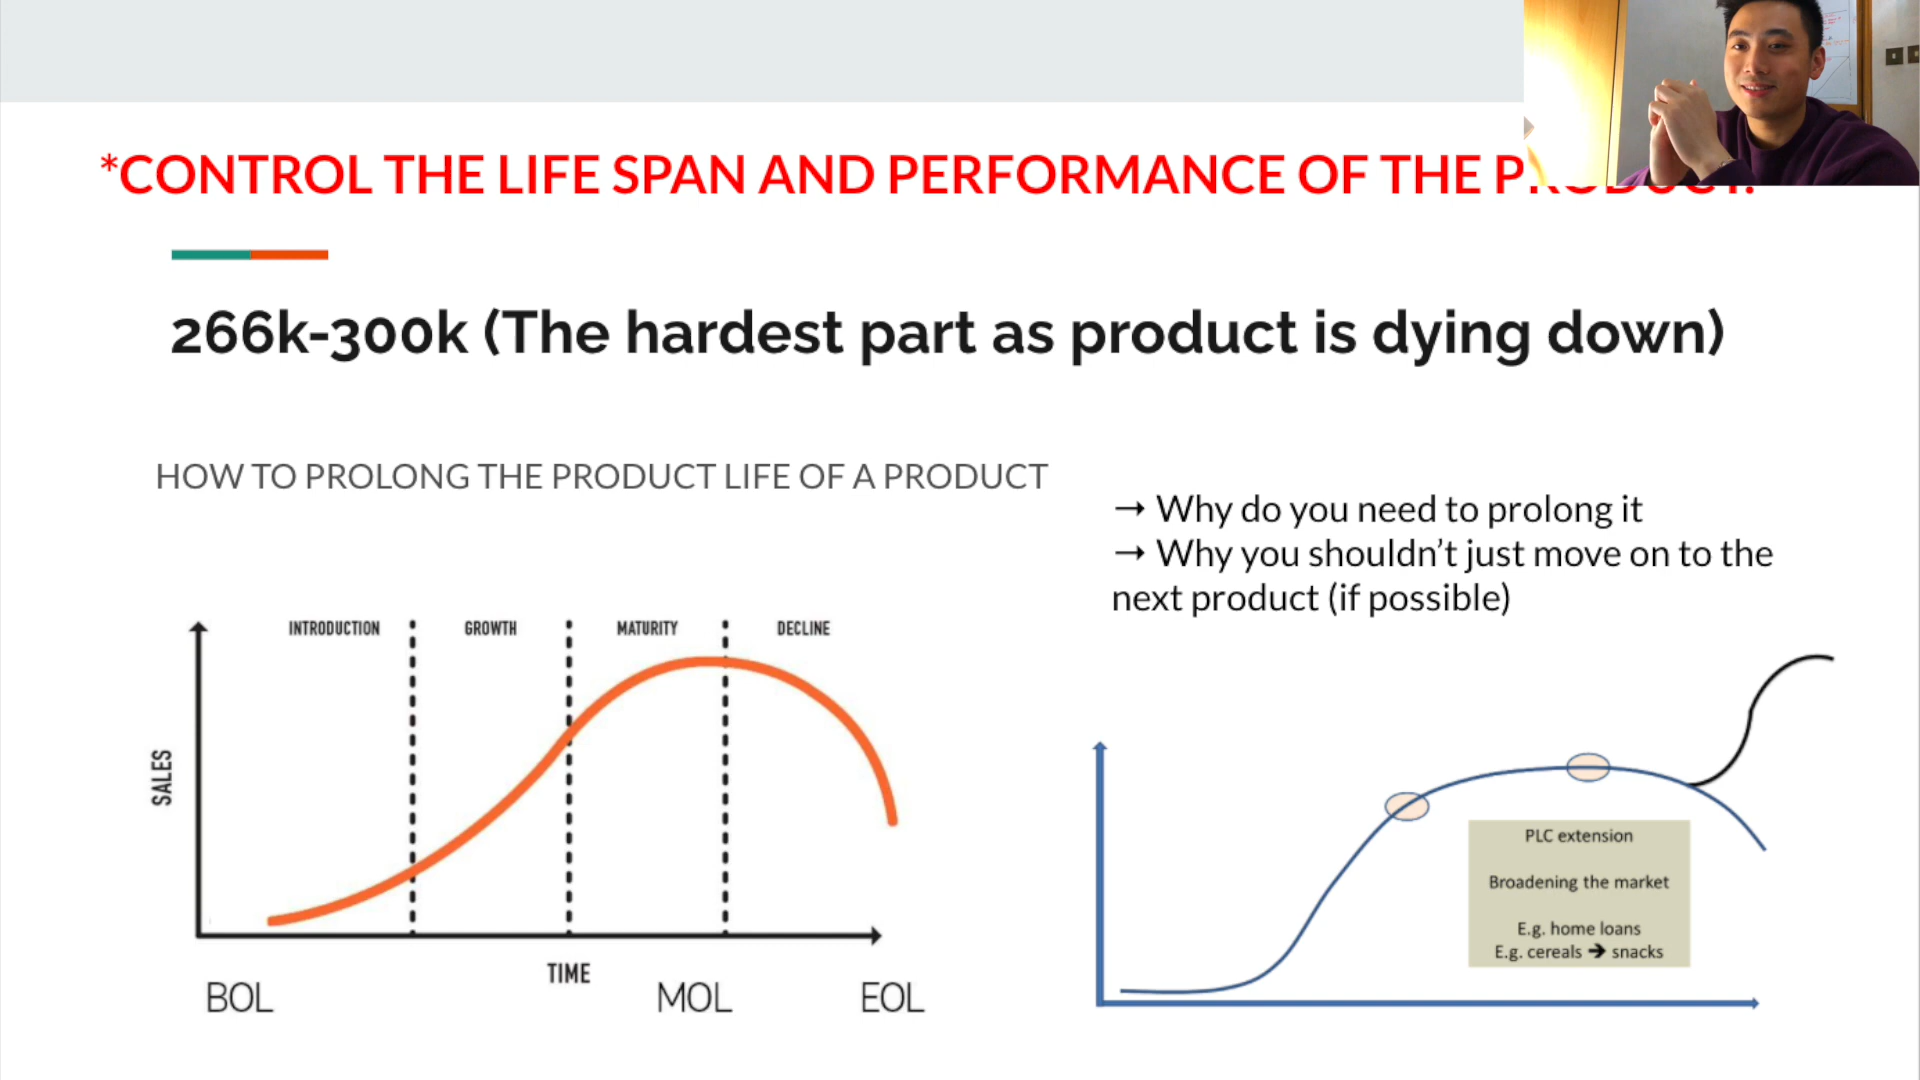 *CONTROL THE LIFE SPAN AND PERFORMANCE OF THE
266k-300k (The hardest part as product is dying down)
HOW TO PROLONG THE PRODUCT LIFE OF A PRODUCT
→ Why do you need to prolong it
→ Why you shouldn’t just move on to the
next product (if possible)
INTRODUCTION GROWTH MATURITY DECLINE
SALES
TIME
BOL MOL EOL
PLC extension
Broadening the market
E.g. home loans
E.g. cereals ➔ snacks